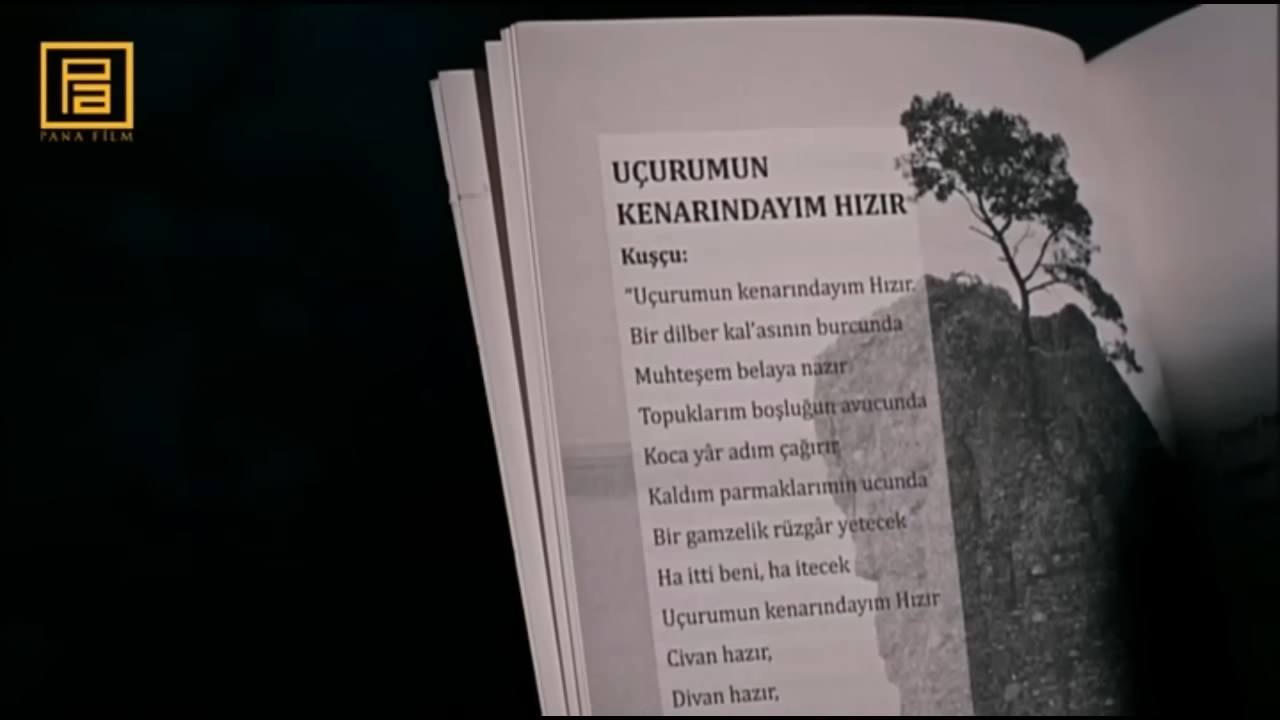 PANA FİLM
UÇURUMUN
KENARINDAYIM HIZIR
Kuşçu:
"Uçurumun kenarındayım Hızır.
Bir dilber kal'asının burcunda
Muhteşem belaya nazır
Topuklarım boşluğun avucunda
Koca yâr adım çağırır
Kaldım parmaklarımın ucunda
Bir gamzelik rüzgâr yetecek
Ha itti beni, ha itecek
Uçurumun kenarındayım Hızır
Civan hazır,
Divan hazır,